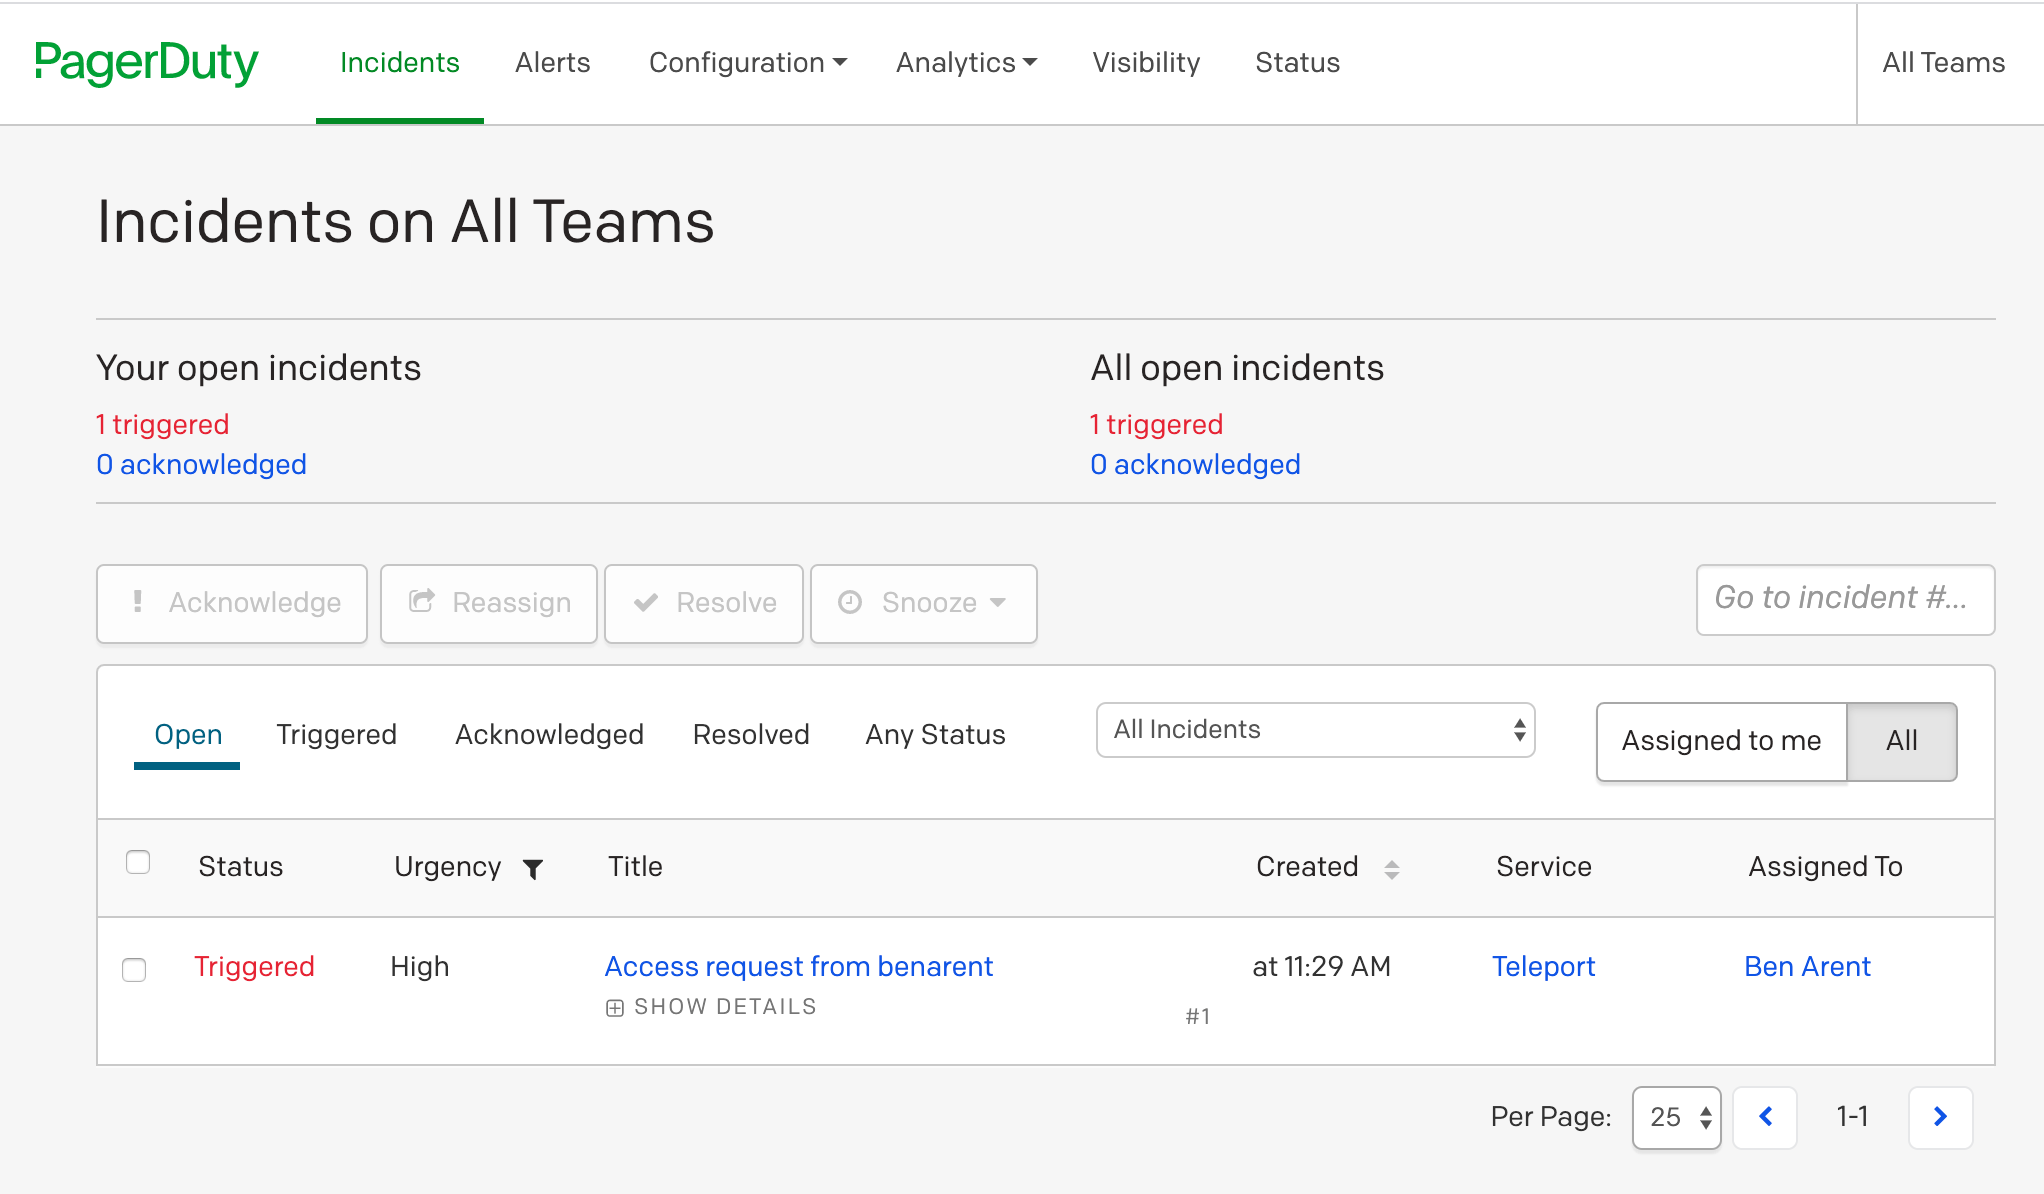 PagerDuty Incidents Alerts Configuration Analytics Visibility Status All Teams
Incidents on All Teams
Your open incidents
1 triggered
0 acknowledged
All open incidents
1 triggered
0 acknowledged
Acknowledge Reassign Resolve Snooze Go to incident #...
Open Triggered Acknowledged Resolved Any Status All Incidents Assigned to me All
Status Urgency Title Created Service Assigned To
Triggered High Access request from benarent at 11:29 AM Teleport Ben Arent
SHOW DETAILS
#1
Per Page: 25 1-1